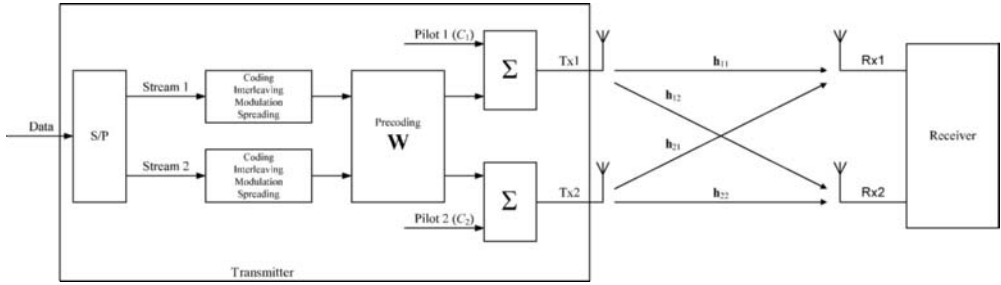 Pilot 1 (C₁)
Σ
Tx1
h₁₁
Rx1
Stream 1
Coding
Interleaving
Modulation
Spreading
h₁₂
Data
S/P
Precoding
W
Receiver
h₂₁
Stream 2
Coding
Interleaving
Modulation
Spreading
Σ
Tx2
h₂₂
Rx2
Pilot 2 (C₂)
Transmitter